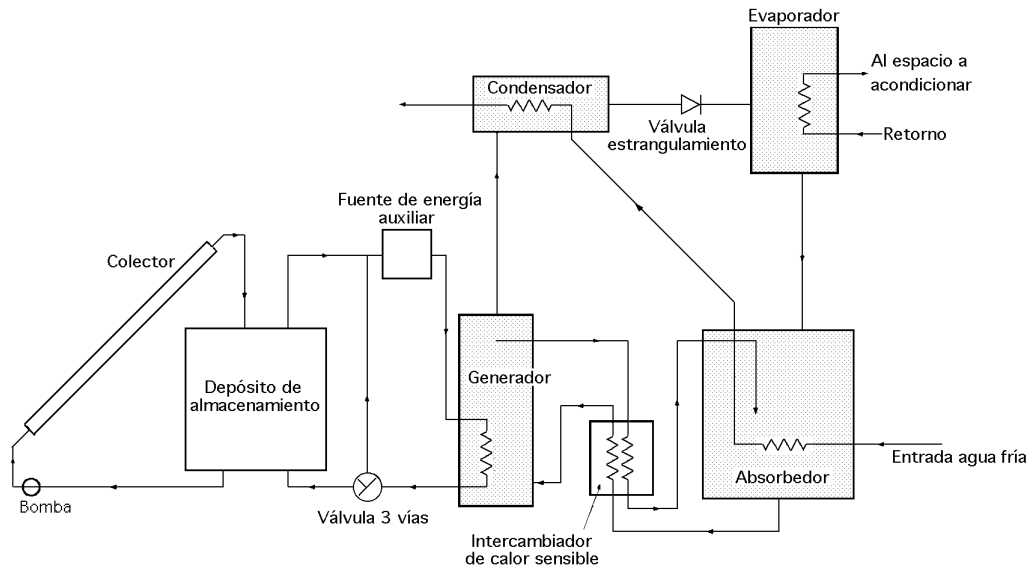 Evaporador
Al espacio a
acondicionar
Condensador
Válvula
estrangulamiento
Retorno
Fuente de energía
auxiliar
Colector
Generador
Depósito de
almacenamiento
Entrada agua fría
Absorbedor
Bomba
Válvula 3 vías
Intercambiador
de calor sensible